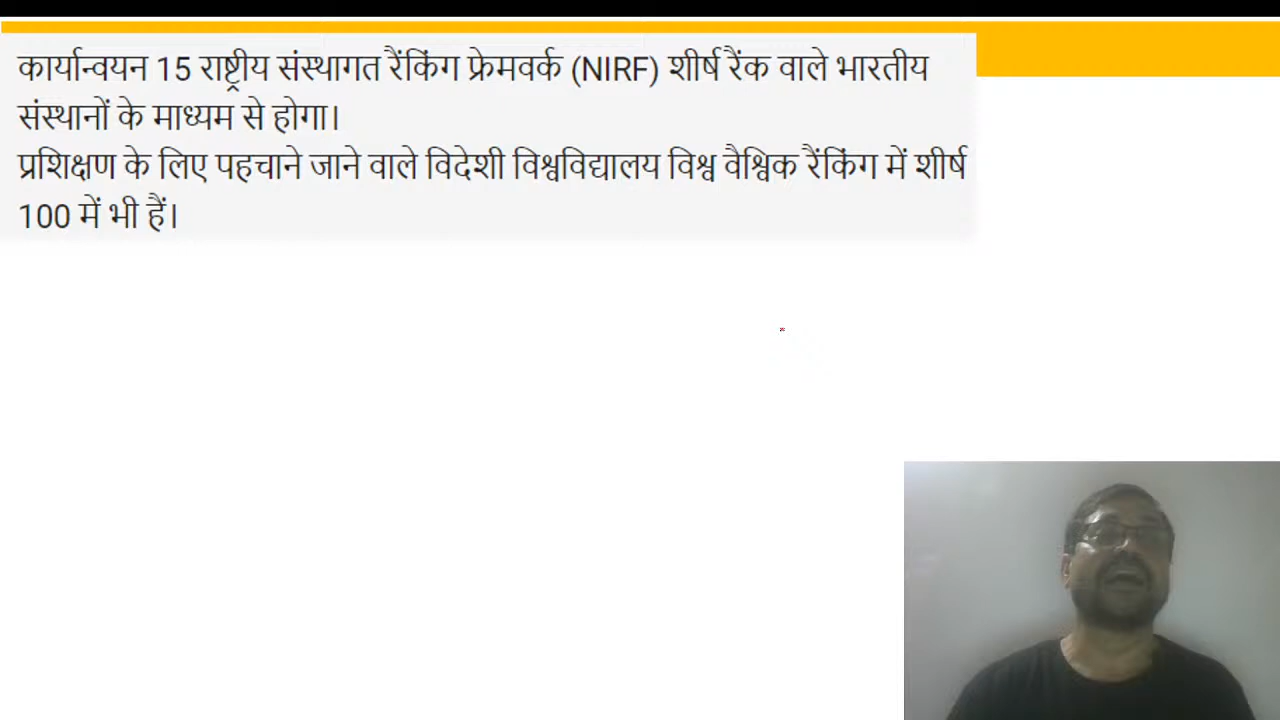 कार्यान्वयन 15 राष्ट्रीय संस्थागत रैंकिंग फ्रेमवर्क (NIRF) शीर्ष रैंक वाले भारतीय
संस्थानों के माध्यम से होगा।
प्रशिक्षण के लिए पहचाने जाने वाले विदेशी विश्वविद्यालय विश्व वैश्विक रैंकिंग में शीर्ष
100 में भी हैं।